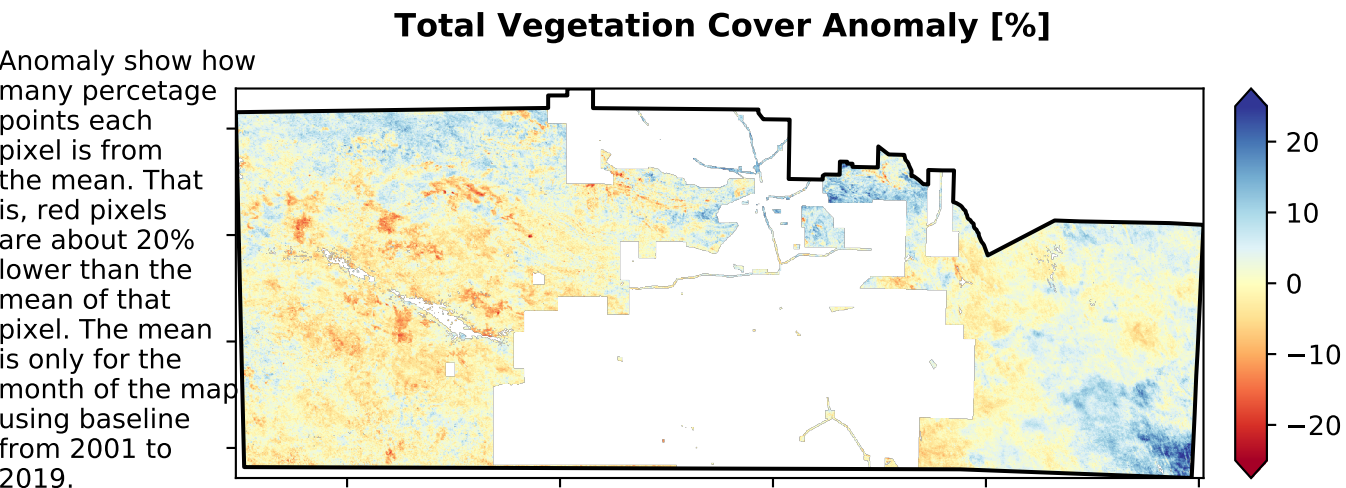 Total Vegetation Cover Anomaly [%]
Anomaly show how
many percetage
points each
pixel is from
the mean. That
is, red pixels
are about 20%
lower than the
mean of that
pixel. The mean
is only for the
month of the map
using baseline
from 2001 to
2019.
20
10
0
−10
−20